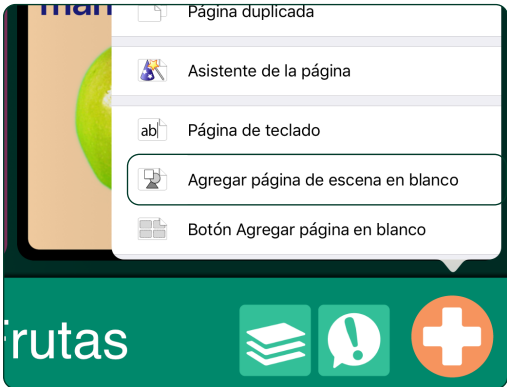 Página duplicada
Asistente de la página
ab Página de teclado
Agregar página de escena en blanco
Botón Agregar página en blanco